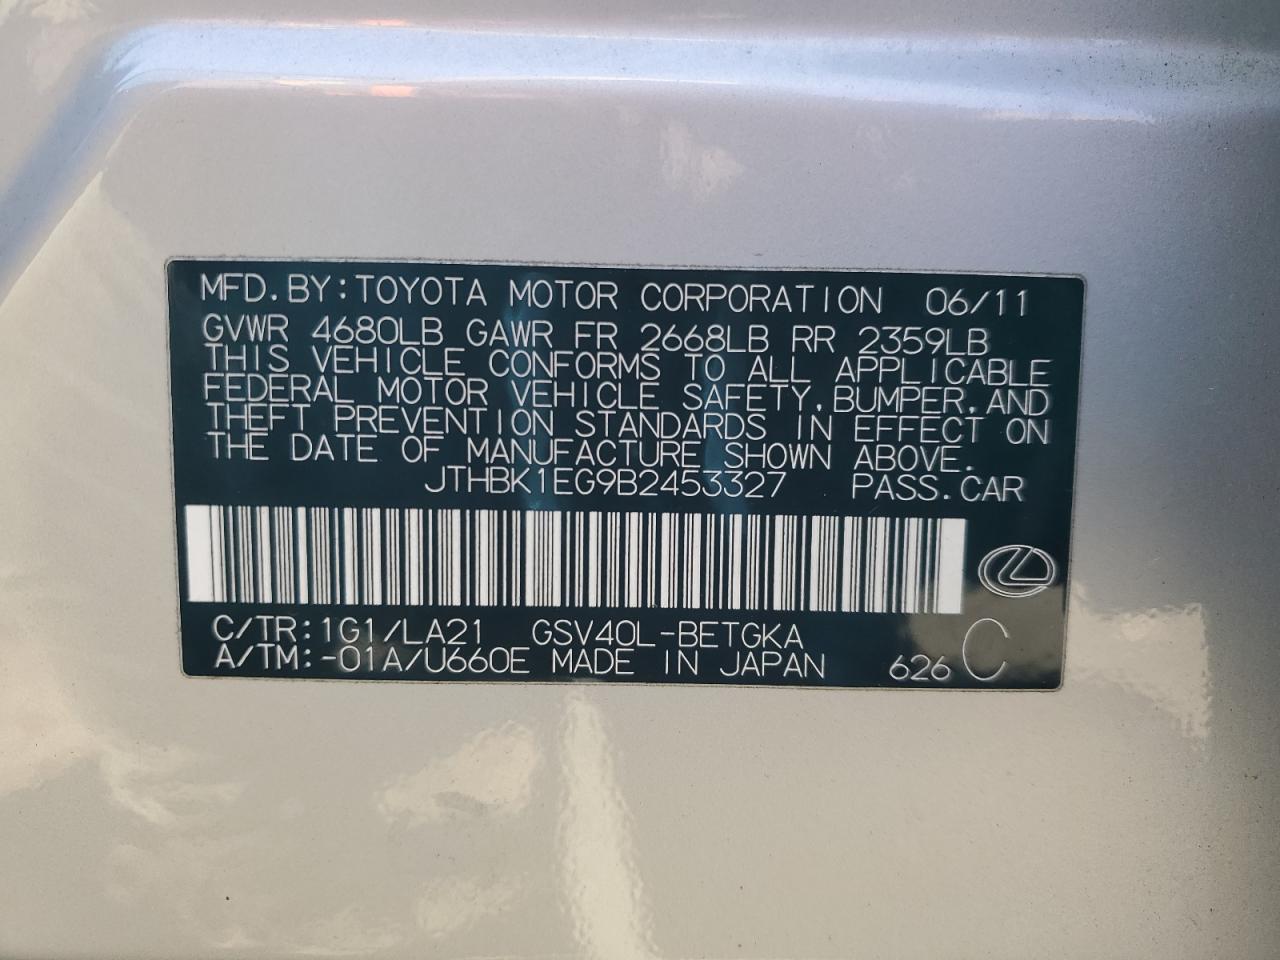 MFD.BY:TOYOTA MOTOR CORPORATION 06/11
GVWR 4680LB GAWR FR 2668LB RR 2359LB
THIS VEHICLE CONFORMS TO ALL APPLICABLE
FEDERAL MOTOR VEHICLE SAFETY,BUMPER,AND
THEFT PREVENTION STANDARDS IN EFFECT ON
THE DATE OF MANUFACTURE SHOWN ABOVE.
JTHBK1EG9B2453327 PASS.CAR
C/TR:1G1/LA21 GSV40L-BETGKA
A/TM:-01A/U660E MADE IN JAPAN 626 C